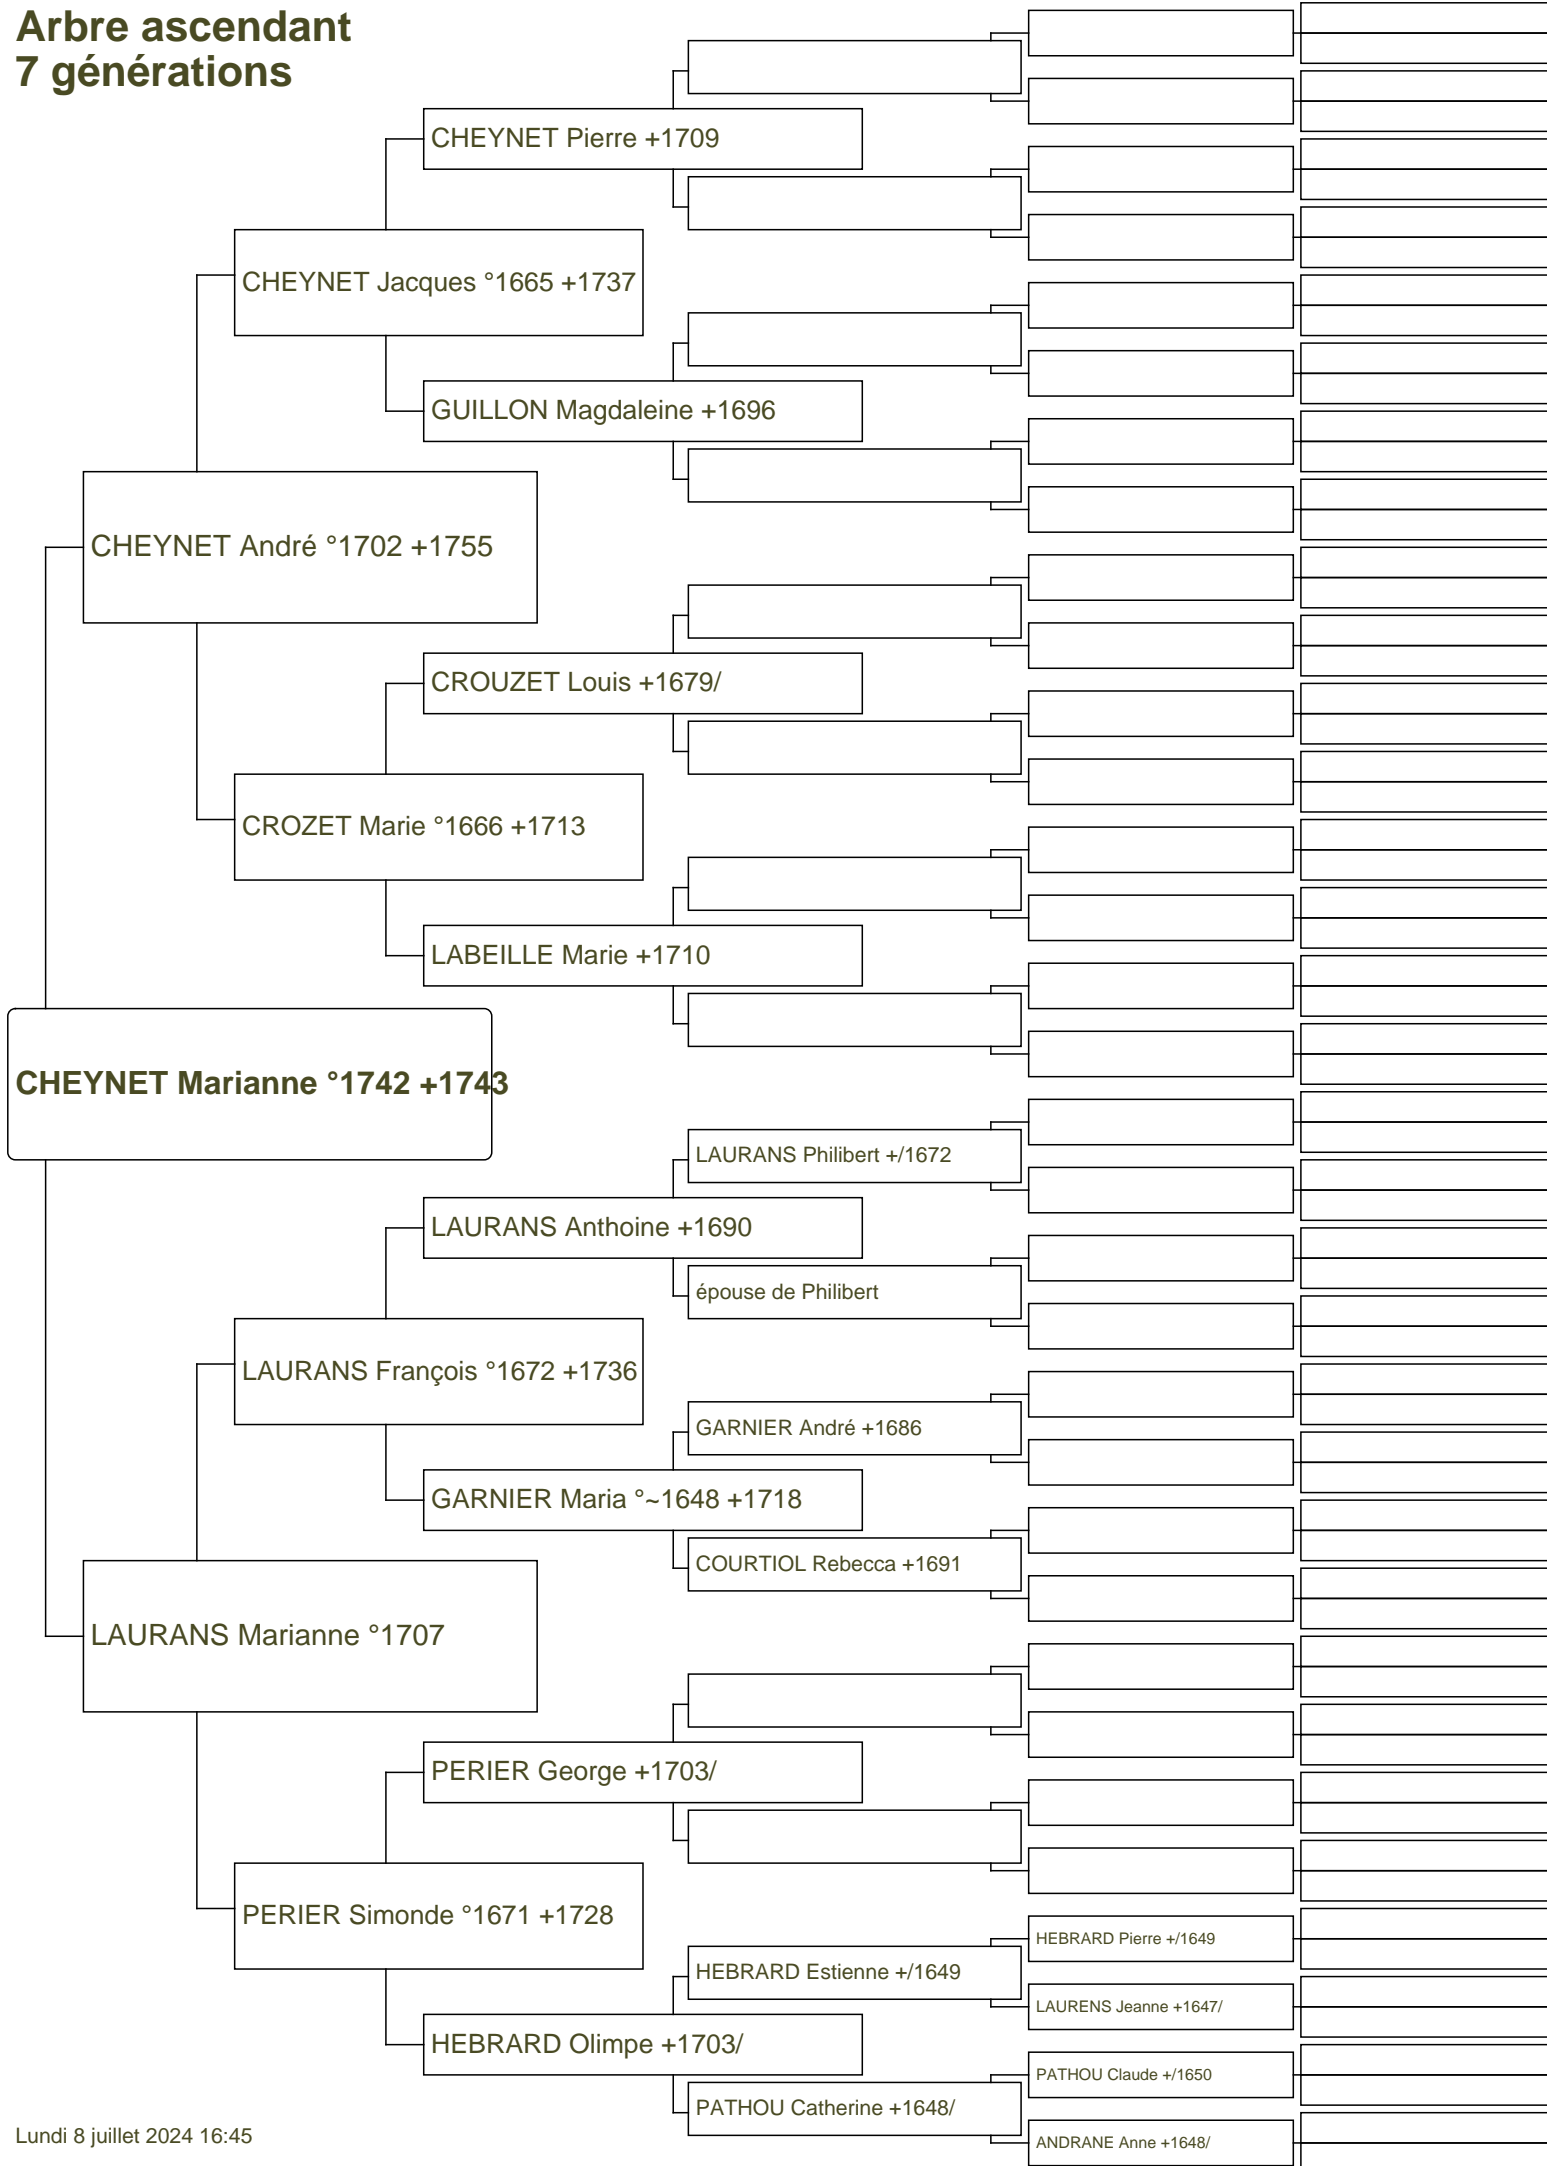 Arbre ascendant
7 générations
CHEYNET Pierre +1709
CHEYNET Jacques °1665 +1737
GUILLON Magdaleine +1696
CHEYNET André °1702 +1755
CROUZET Louis +1679/
CROZET Marie °1666 +1713
LABEILLE Marie +1710
CHEYNET Marianne °1742 +1743
LAURANS Philibert +/1672
LAURANS Anthoine +1690
épouse de Philibert
LAURANS François °1672 +1736
GARNIER André +1686
GARNIER Maria °~1648 +1718
COURTIOL Rebecca +1691
LAURANS Marianne °1707
PERIER George +1703/
PERIER Simonde °1671 +1728
HEBRARD Pierre +/1649
HEBRARD Estienne +/1649
LAURENS Jeanne +1647/
HEBRARD Olimpe +1703/
PATHOU Claude +/1650
PATHOU Catherine +1648/
ANDRANE Anne +1648/
Lundi 8 juillet 2024 16:45